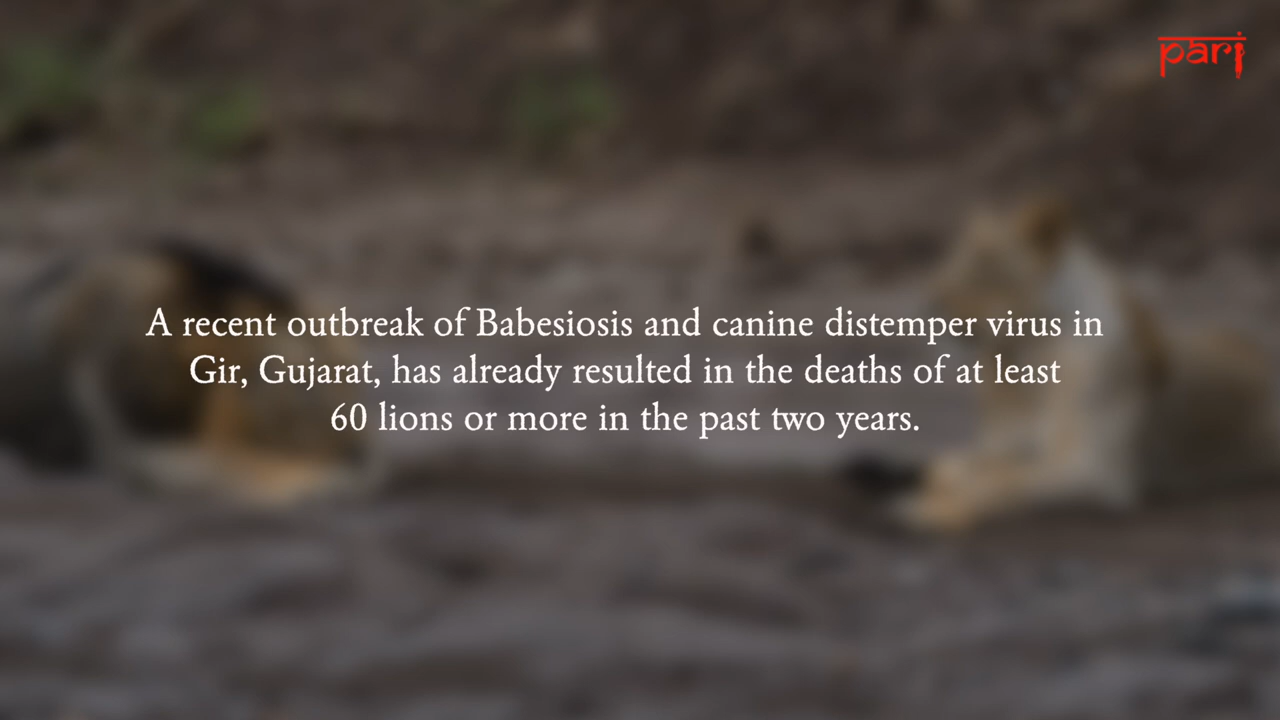 pari
A recent outbreak of Babesiosis and canine distemper virus in
Gir, Gujarat, has already resulted in the deaths of at least
60 lions or more in the past two years.